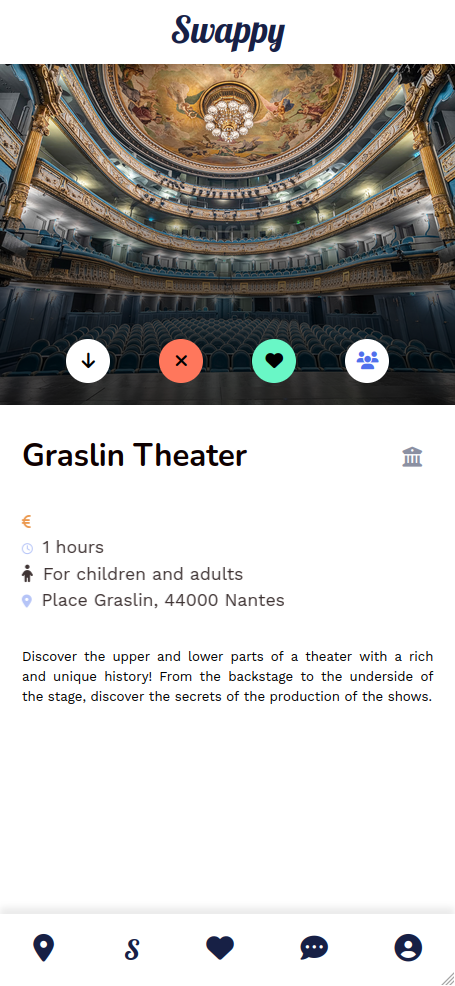 Swappy
Graslin Theater
€
1 hours
For children and adults
Place Graslin, 44000 Nantes
Discover the upper and lower parts of a theater with a rich
and unique history! From the backstage to the underside of
the stage, discover the secrets of the production of the shows.
S